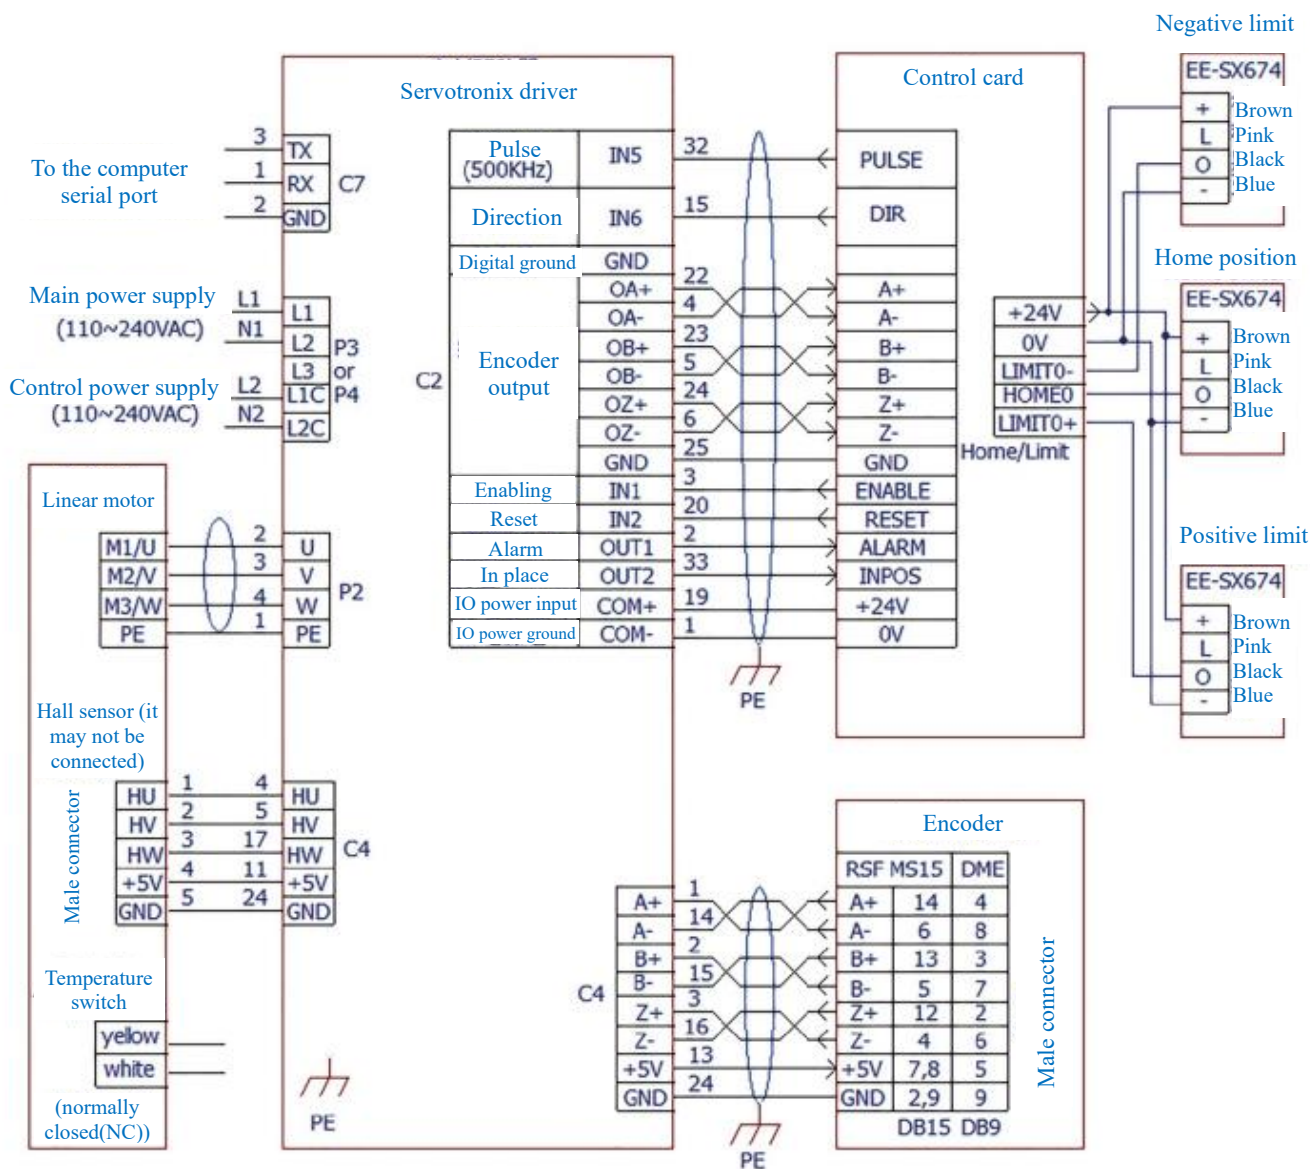 Negative limit
EE-SX674
+ Brown
L Pink
O Black
- Blue
Home position
EE-SX674
+ Brown
L Pink
O Black
- Blue
Positive limit
EE-SX674
+ Brown
L Pink
O Black
- Blue
Servotronix driver
Control card
To the computer
serial port
3 TX
1 RX
2 GND
C7
Main power supply
(110~240VAC)
Control power supply
(110~240VAC)
L1 L1
N1 L2
L3
L2 L1C
N2 L2C
P3
or
P4
C2
Pulse
(500KHz)
IN5 32 PULSE
Direction IN6 15 DIR
Digital ground GND
Encoder
output
OA+ 22 A+
OA- 4 A-
OB+ 23 B+
OB- 5 B-
OZ+ 24 Z+
OZ- 6 Z-
GND 25 GND
Enabling IN1 3 ENABLE
Reset IN2 20 RESET
Alarm OUT1 2 ALARM
In place OUT2 33 INPOS
IO power input COM+ 19 +24V
IO power ground COM- 1 0V
PE
+24V
0V
LIMIT0-
HOME0
LIMIT0+
Home/Limit
Linear motor
M1/U 2 U
M2/V 3 V
M3/W 4 W
PE 1 PE
P2
Hall sensor (it
may not be
connected)
Male connector
HU 1 4 HU
HV 2 5 HV
HW 3 17 HW
+5V 4 11 +5V
GND 5 24 GND
C4
Temperature
switch
yellow
white
(normally
closed(NC))
PE
Encoder
RSF MS15 DME
C4
A+ 1 A+ 14 4
A- 14 A- 6 8
B+ 2 B+ 13 3
B- 15 B- 5 7
Z+ 3 Z+ 12 2
Z- 16 Z- 4 6
+5V 13 +5V 7,8 5
GND 24 GND 2,9 9
DB15 DB9
Male connector
PE